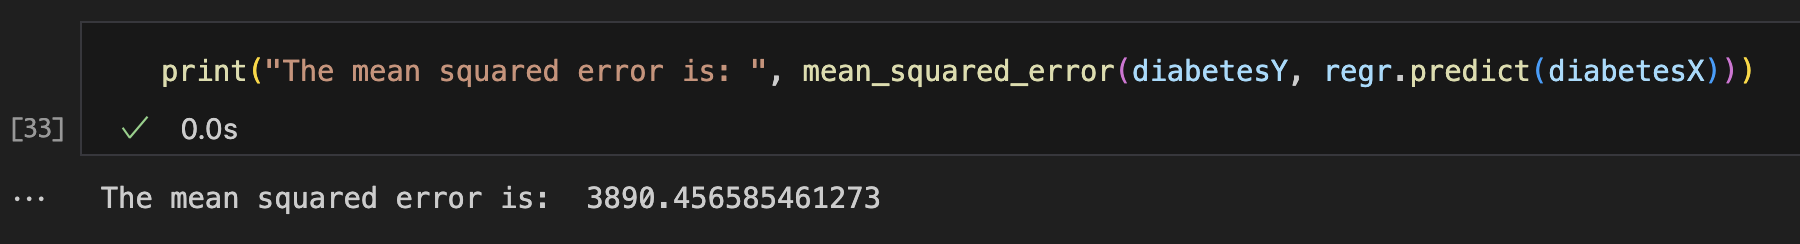 print("The mean squared error is: ", mean_squared_error(diabetesY, regr.predict(diabetesX)))
[33] 0.0s
... The mean squared error is:  3890.456585461273